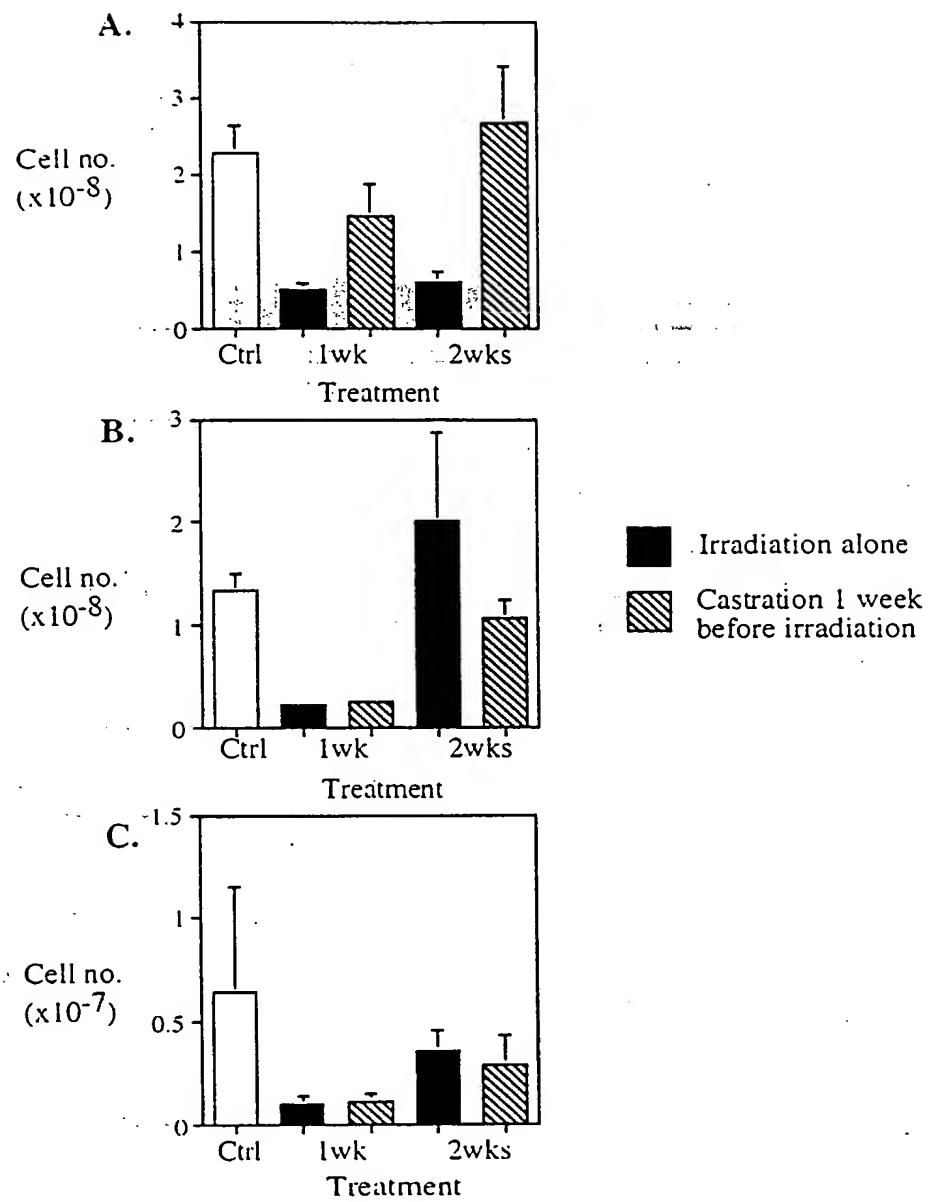 A.
4
3
2
1
0
Cell no.
(x10-8)
Ctrl 1wk 2wks
Treatment
B.
3
2
1
0
Cell no.
(x10-8)
Ctrl 1wk 2wks
Treatment
Irradiation alone
Castration 1 week
before irradiation
C.
1.5
1
0.5
0
Cell no.
(x10-7)
Ctrl 1wk 2wks
Treatment